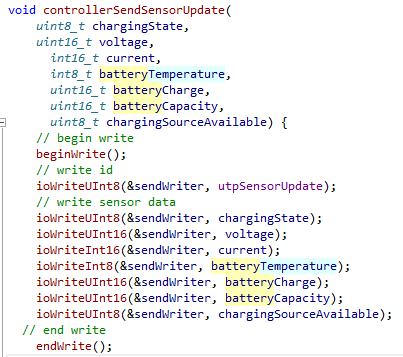 void controllerSendSensorUpdate(
uint8_t chargingState,
uint16_t voltage,
int16_t current,
int8_t batteryTemperature,
uint16_t batteryCharge,
uint16_t batteryCapacity,
uint8_t chargingSourceAvailable) {
// begin write
beginWrite();
// write id
ioWriteUInt8(&sendWriter, utpSensorUpdate);
// write sensor data
ioWriteUInt8(&sendWriter, chargingState);
ioWriteUInt16(&sendWriter, voltage);
ioWriteInt16(&sendWriter, current);
ioWriteInt8(&sendWriter, batteryTemperature);
ioWriteUInt16(&sendWriter, batteryCharge);
ioWriteUInt16(&sendWriter, batteryCapacity);
ioWriteUInt8(&sendWriter, chargingSourceAvailable);
// end write
endWrite();